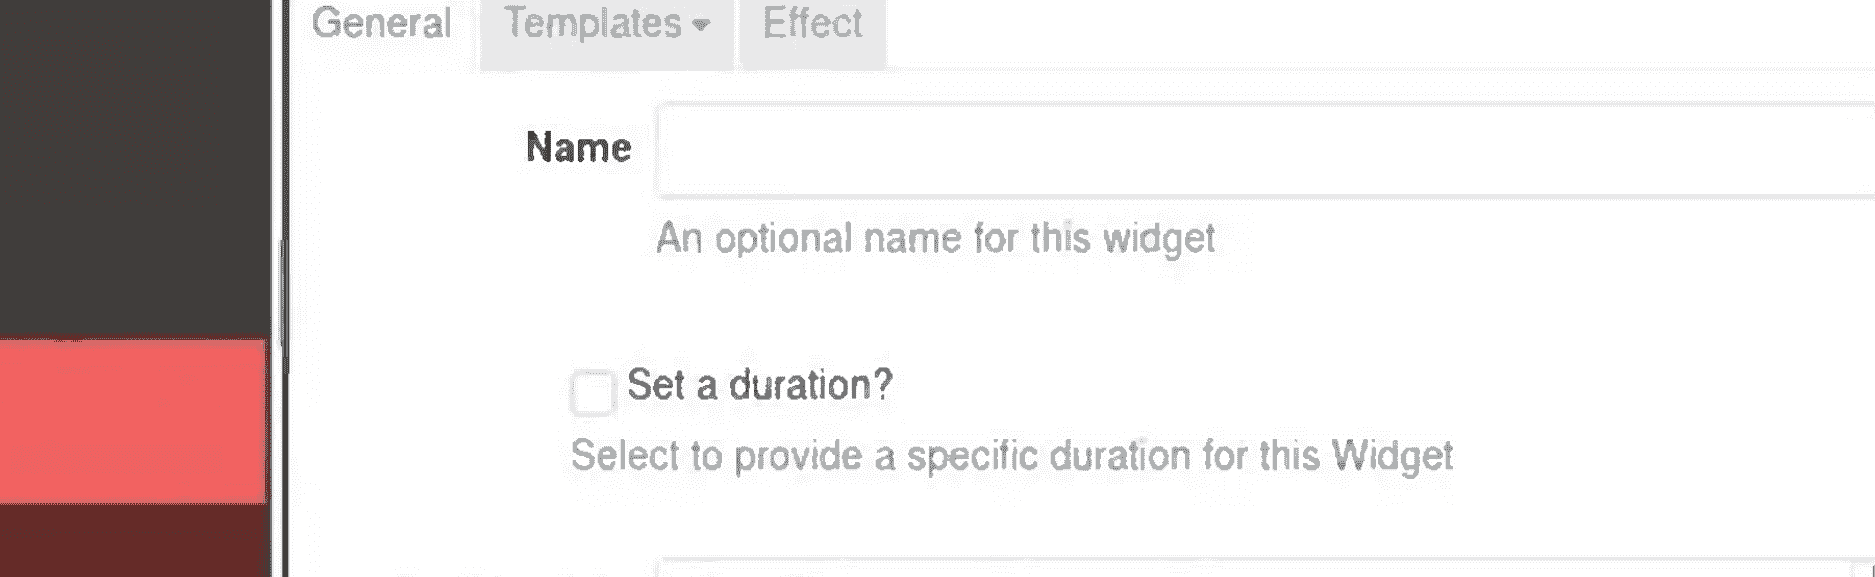 General Templates Effect
Name
An optional name for this widget
Set a duration?
Select to provide a specific duration for this Widget